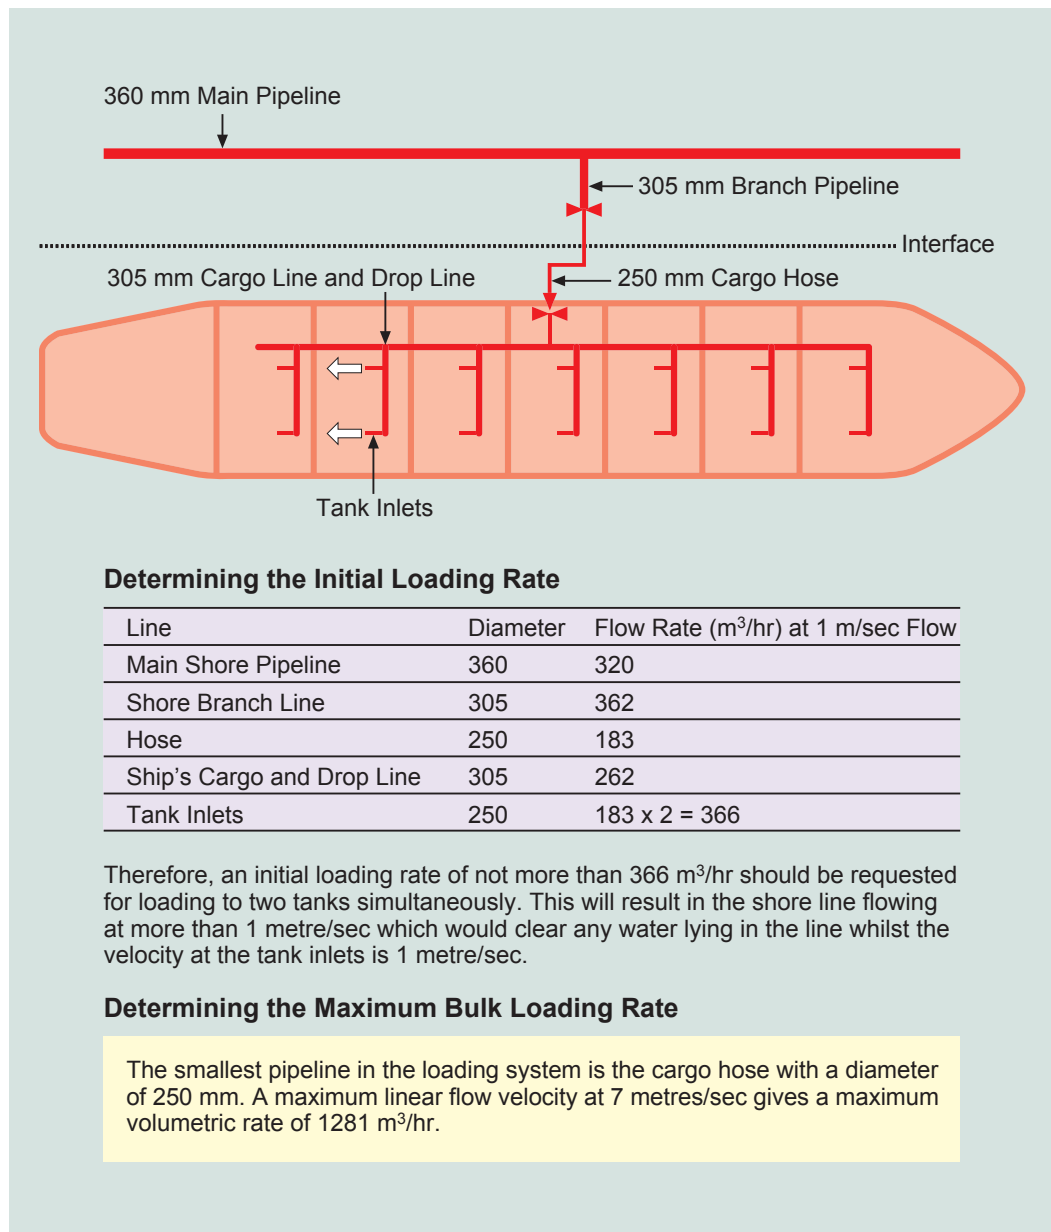 360 mm Main Pipeline
305 mm Branch Pipeline
Interface
305 mm Cargo Line and Drop Line
250 mm Cargo Hose
Tank Inlets
Determining the Initial Loading Rate
Line Diameter Flow Rate (m³/hr) at 1 m/sec Flow
Main Shore Pipeline 360 320
Shore Branch Line 305 362
Hose 250 183
Ship's Cargo and Drop Line 305 262
Tank Inlets 250 183 x 2 = 366
Therefore, an initial loading rate of not more than 366 m³/hr should be requested
for loading to two tanks simultaneously. This will result in the shore line flowing
at more than 1 metre/sec which would clear any water lying in the line whilst the
velocity at the tank inlets is 1 metre/sec.
Determining the Maximum Bulk Loading Rate
The smallest pipeline in the loading system is the cargo hose with a diameter
of 250 mm. A maximum linear flow velocity at 7 metres/sec gives a maximum
volumetric rate of 1281 m³/hr.